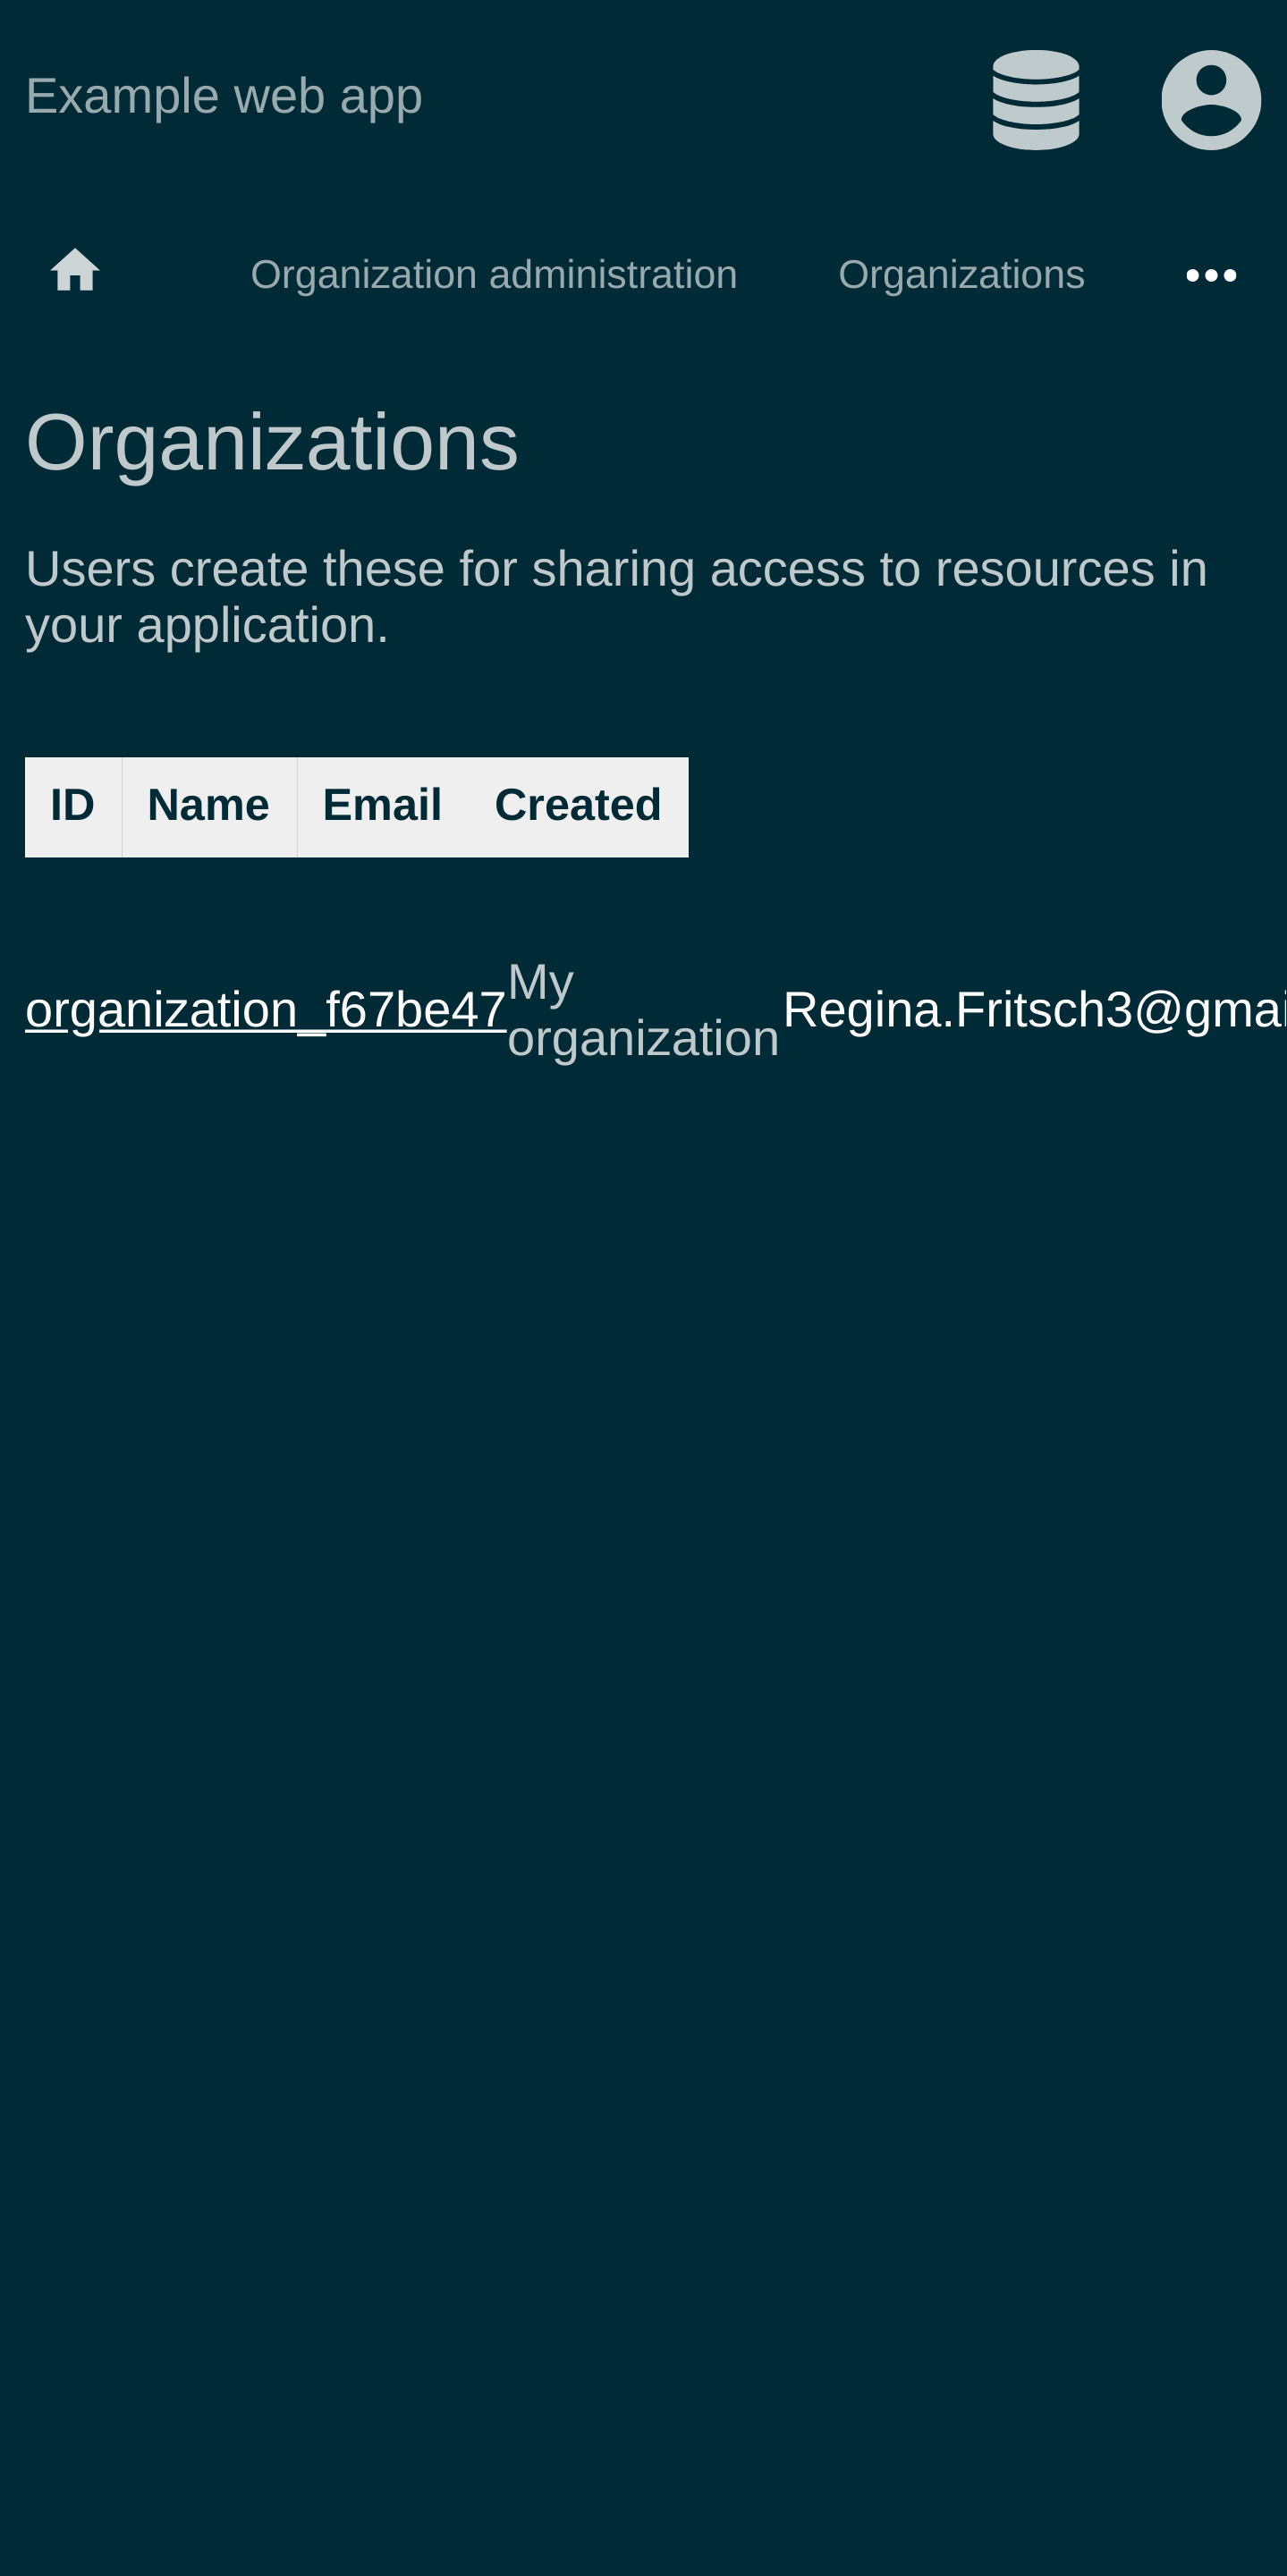 Example web app
Organization administration Organizations
Organizations
Users create these for sharing access to resources in
your application.
ID Name Email Created
organization_f67be47 My organization Regina.Fritsch3@gmai